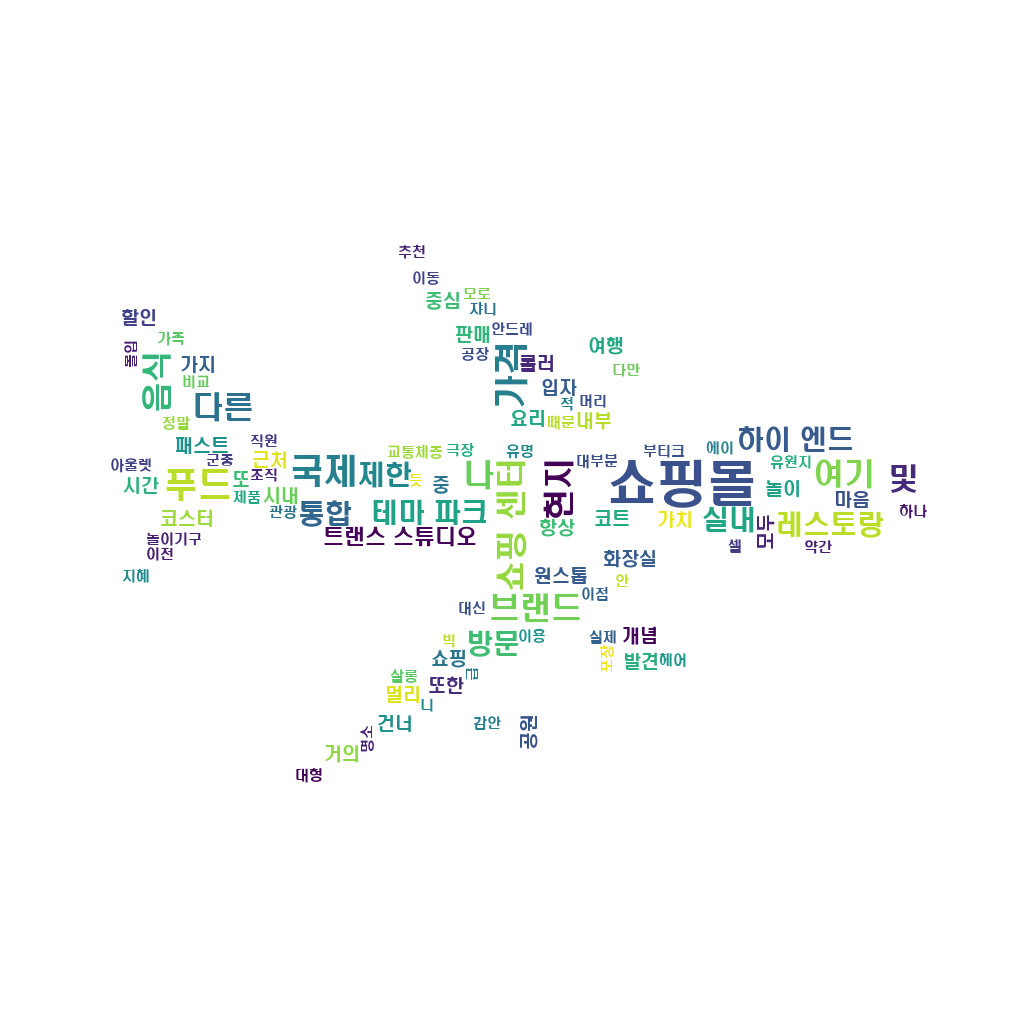 추천
이동
중심 모로
쟈니
할인
판매 안드레
가족
여행
몰입
공장
가격
롤러
음식
가지
다만
비교
입자
다른
적
머리
정말
요리
때문
내부
패스트
직원
하이 엔드
교통체증
극장
유명
부티크
에이
아울렛
군중
근처
국제
제한
나
쇼핑 센터
현지
대부분
쇼핑몰
유원지
여기
및
시간
푸드
또
조직
듯
중
놀이
마음
제품
시내
관광
통합
테마 파크
하나
코스터
항상
코트
가치
실내
모두
레스토랑
놀이기구
트랜스 스튜디오
이전
셀
약간
화장실
지혜
원스톱
안
이점
대신
브랜드
빅
방문
이용
실제
개념
쇼핑
포장
발견
헤어
살롱
또한
멀리
니
건너
감안
공원
명소
거의
대형